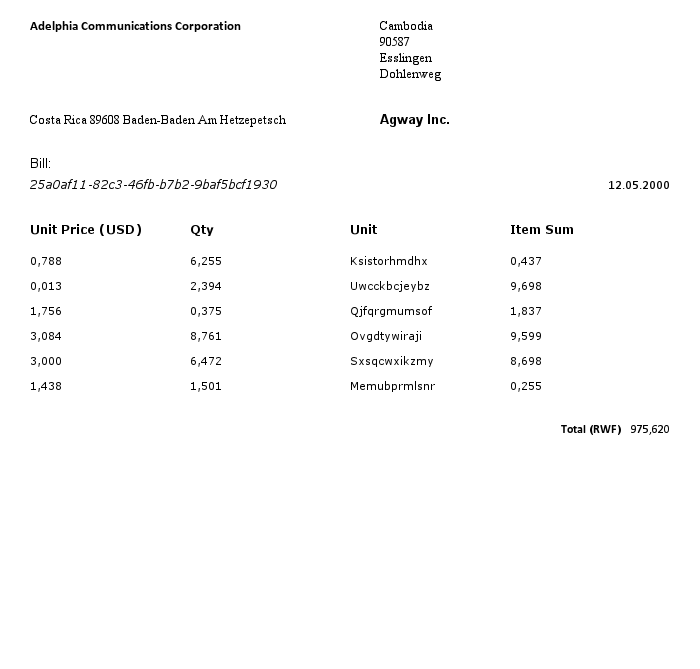 Adelphia Communications Corporation
Cambodia
90587
Esslingen
Dohlenweg
Costa Rica 89608 Baden-Baden Am Hetzepetsch
Agway Inc.
Bill:
25a0af11-82c3-46fb-b7b2-9baf5bcf1930
12.05.2000
Unit Price (USD) Qty Unit Item Sum
0,788 6,255 Ksistorhmdhx 0,437
0,013 2,394 Uwcckbcjeybz 9,698
1,756 0,375 Qjfqrgmumsof 1,837
3,084 8,761 Ovgdtywiraji 9,599
3,000 6,472 Sxsqcwxikzmy 8,698
1,438 1,501 Memubprmlsnr 0,255
Total (RWF) 975,620